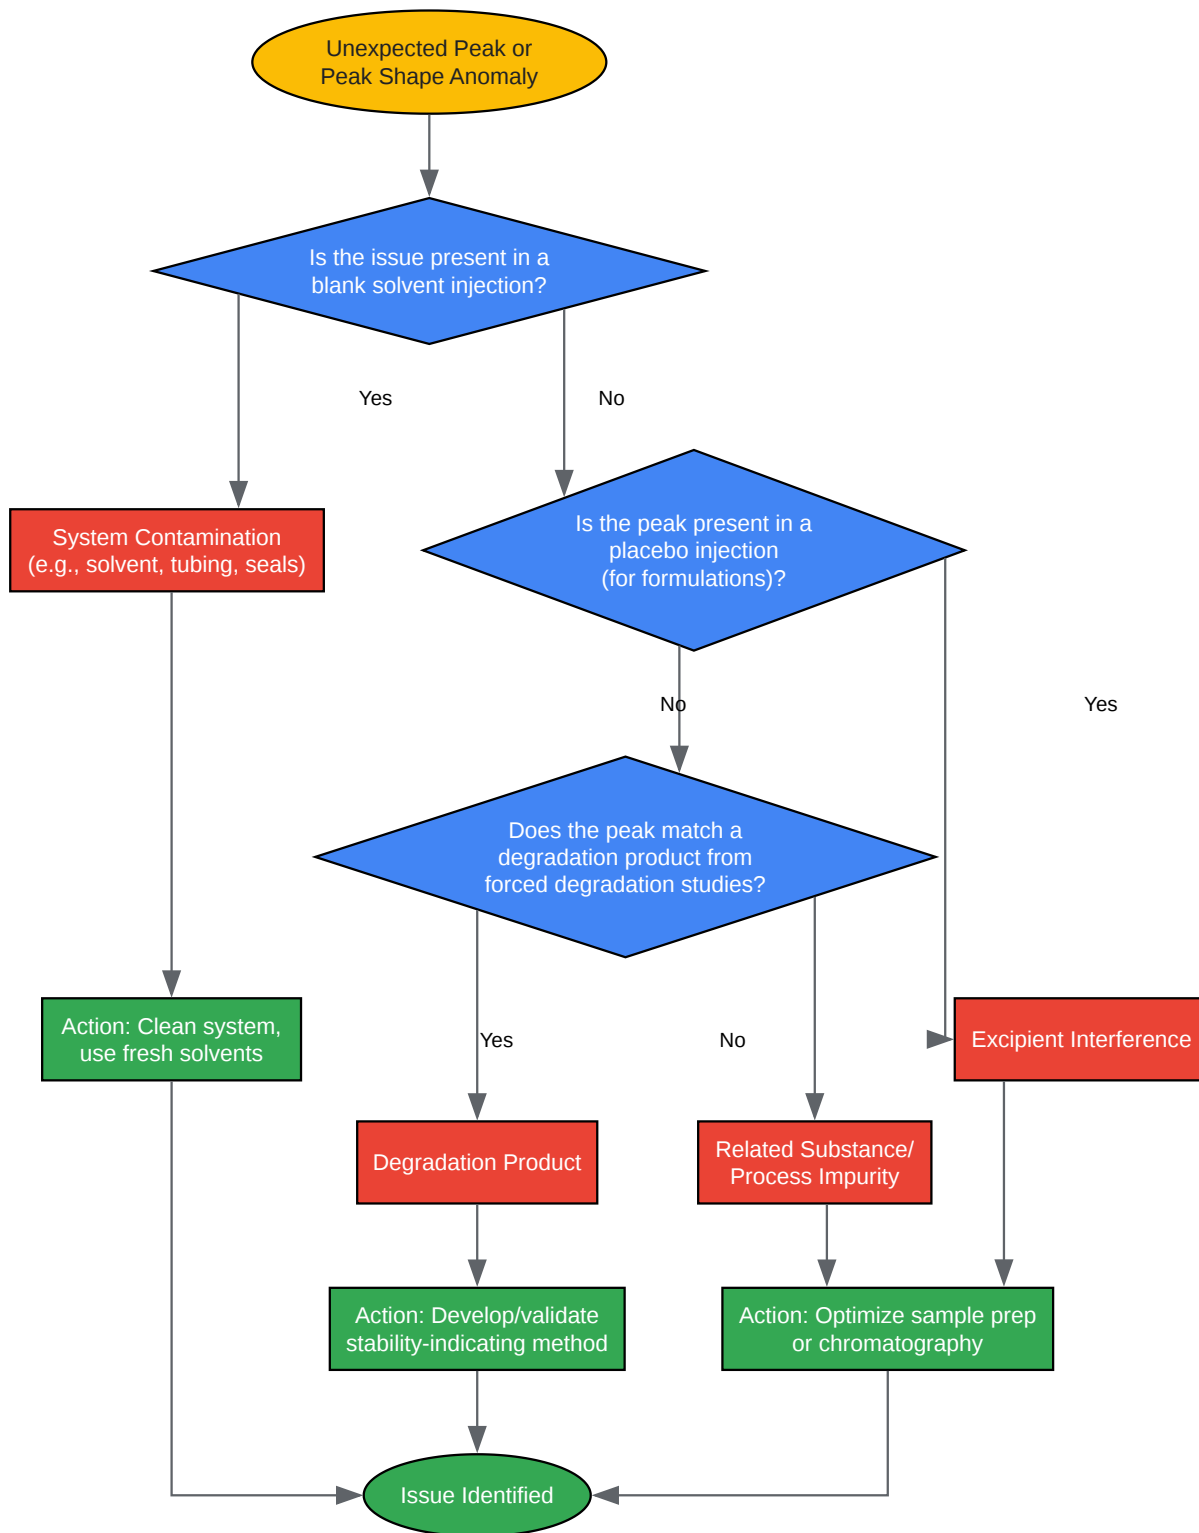 Unexpected Peak or
Peak Shape Anomaly
Is the issue present in a
blank solvent injection?
Yes
No
System Contamination
(e.g., solvent, tubing, seals)
Is the peak present in a
placebo injection
(for formulations)?
No
Yes
Does the peak match a
degradation product from
forced degradation studies?
Action: Clean system,
use fresh solvents
Yes
No
Excipient Interference
Degradation Product
Related Substance/
Process Impurity
Action: Develop/validate
stability-indicating method
Action: Optimize sample prep
or chromatography
Issue Identified